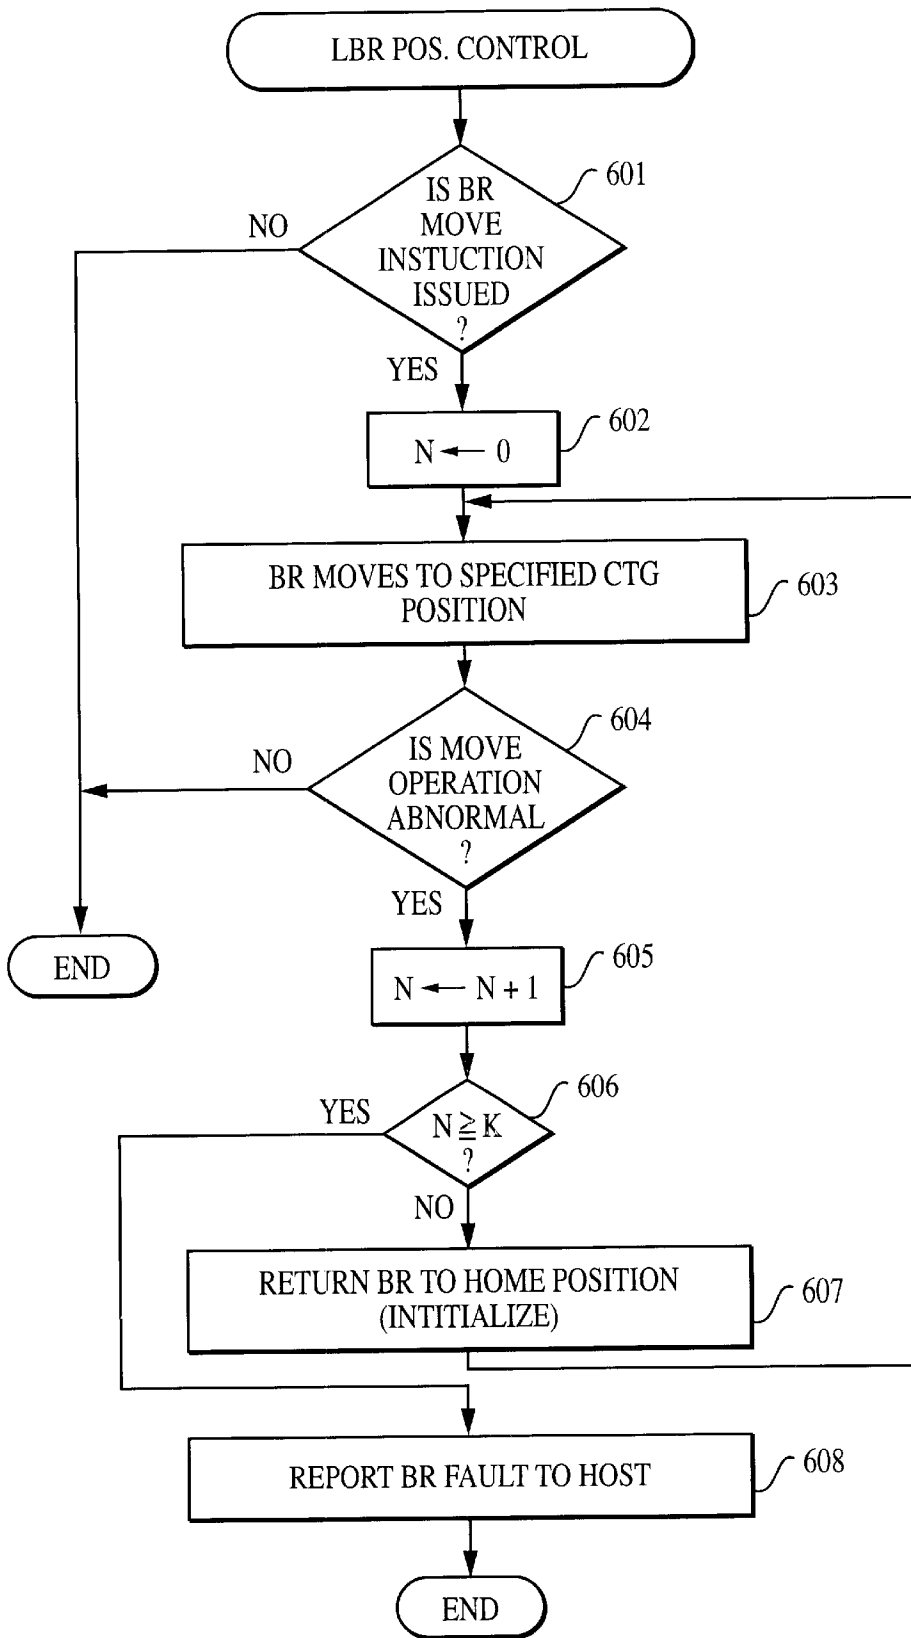 LBR POS. CONTROL
601
IS BR
MOVE
INSTUCTION
ISSUED
?
NO
YES
602
N ← 0
BR MOVES TO SPECIFIED CTG
POSITION
603
604
IS MOVE
OPERATION
ABNORMAL
?
NO
YES
END
605
N ← N + 1
606
N ≧ K
?
YES
NO
RETURN BR TO HOME POSITION
(INTITIALIZE)
607
REPORT BR FAULT TO HOST
608
END